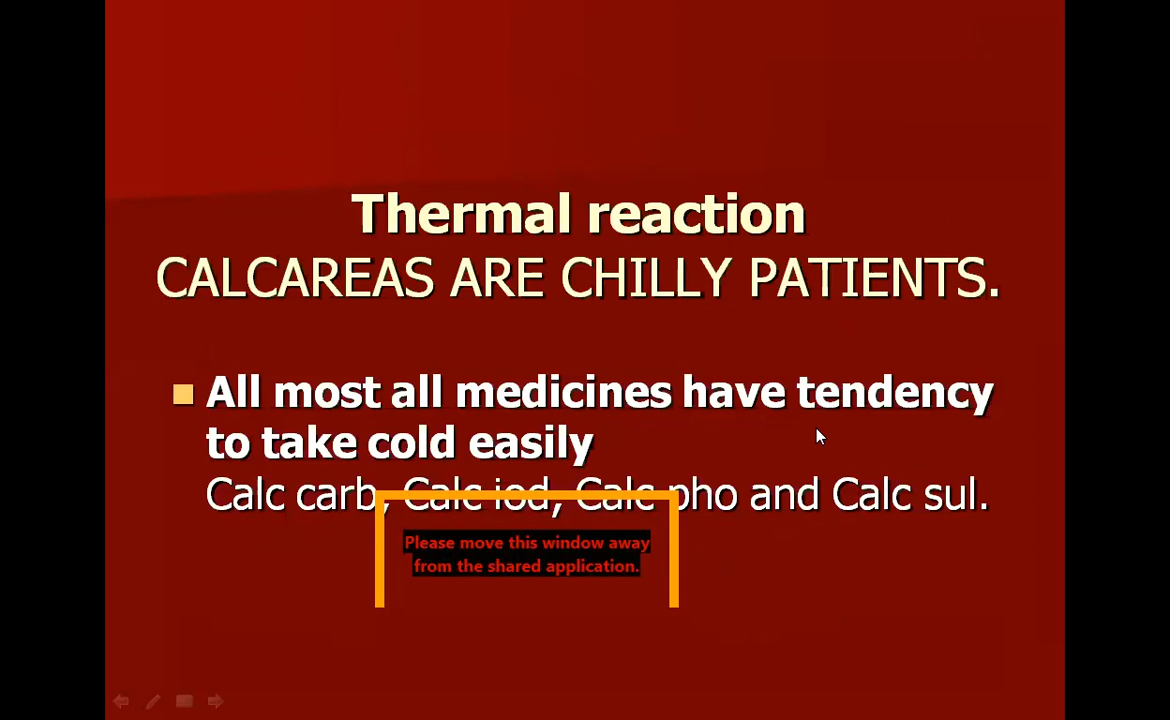 Thermal reaction
CALCAREAS ARE CHILLY PATIENTS.
All most all medicines have tendency
to take cold easily
Calc carb, Calc iod, Calc pho and Calc sul.
Please move this window away
from the shared application.